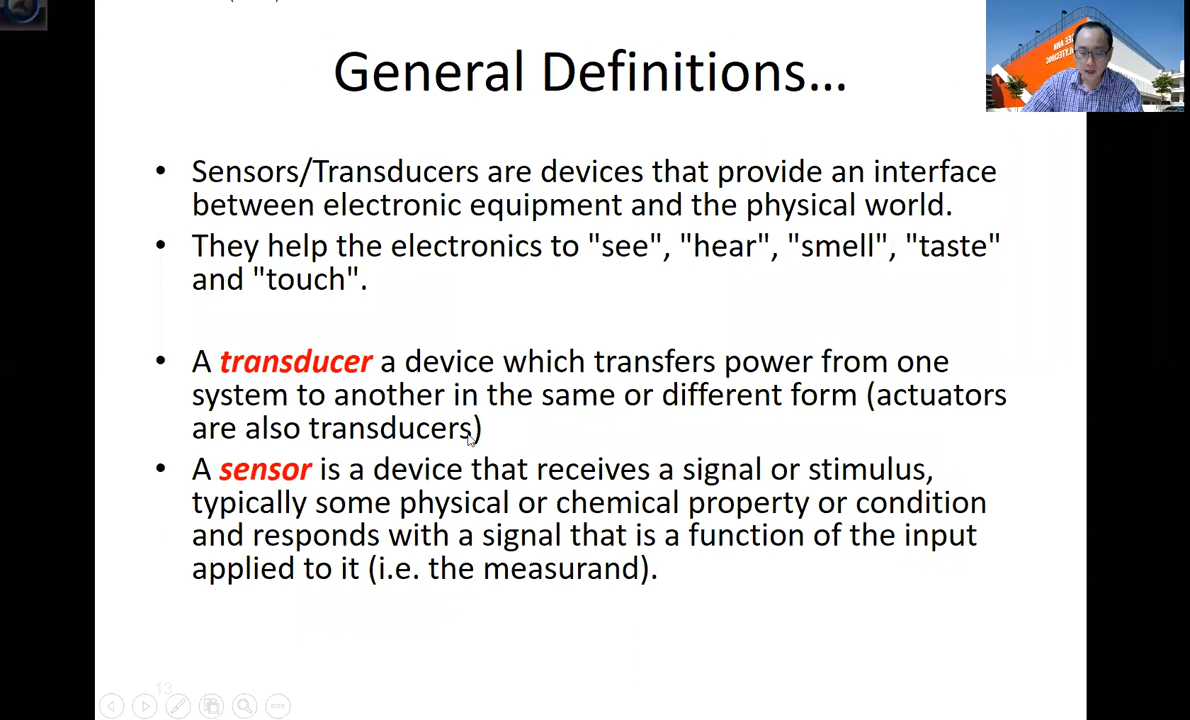 General Definitions...
• Sensors/Transducers are devices that provide an interface
between electronic equipment and the physical world.
• They help the electronics to "see", "hear", "smell", "taste"
and "touch".
• A transducer a device which transfers power from one
system to another in the same or different form (actuators
are also transducers)
• A sensor is a device that receives a signal or stimulus,
typically some physical or chemical property or condition
and responds with a signal that is a function of the input
applied to it (i.e. the measurand).
13